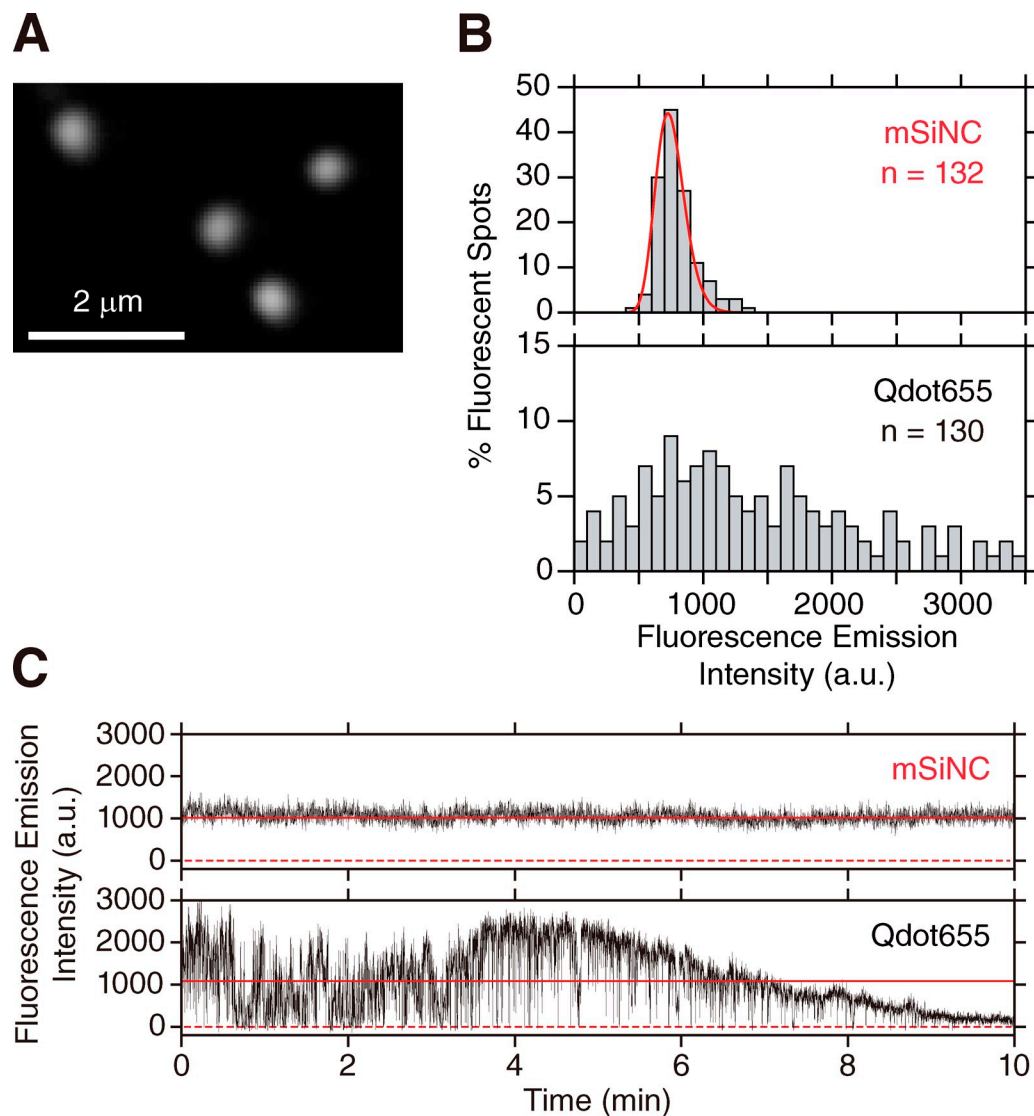 A
2 μm
B
% Fluorescent Spots
50
40
30
20
10
0
mSiNC
n = 132
15
10
5
0
Qdot655
n = 130
0 1000 2000 3000
Fluorescence Emission
Intensity (a.u.)
C
Fluorescence Emission
Intensity (a.u.)
3000
2000
1000
0
mSiNC
3000
2000
1000
0
Qdot655
0 2 4 6 8 10
Time (min)